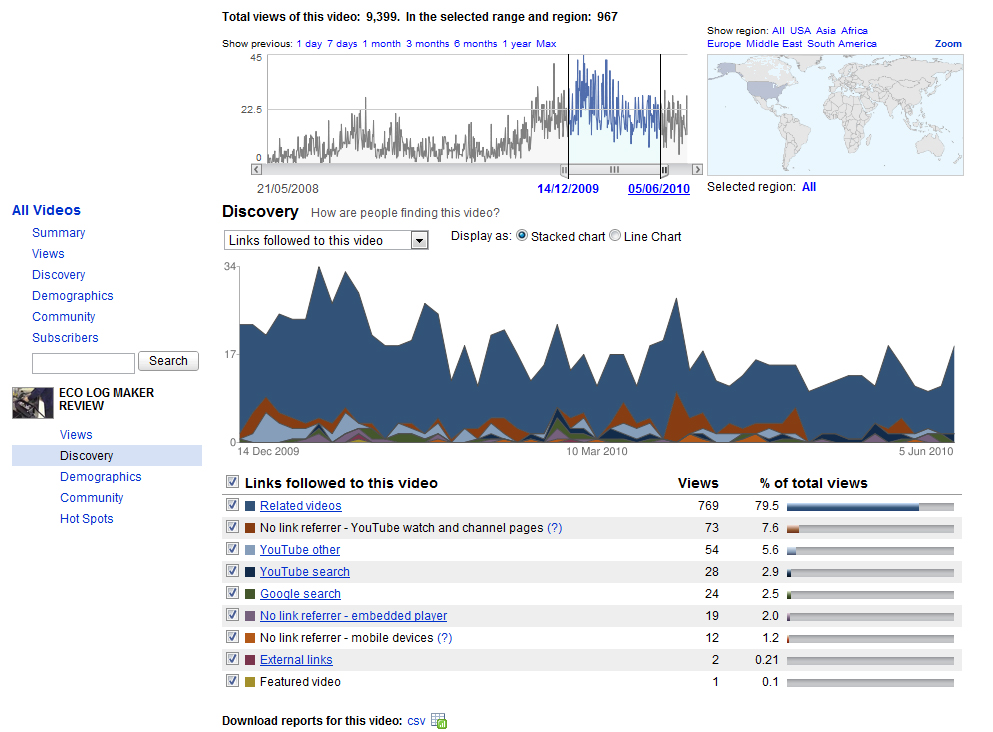 Total views of this video: 9,399. In the selected range and region: 967
Show previous: 1 day 7 days 1 month 3 months 6 months 1 year Max
45
22.5
0
21/05/2008
14/12/2009
05/06/2010
Show region: All USA Asia Africa
Europe Middle East South America
Zoom
Selected region: All
All Videos
Summary
Views
Discovery
Demographics
Community
Subscribers
Search
ECO LOG MAKER
REVIEW
Views
Discovery
Demographics
Community
Hot Spots
Discovery How are people finding this video?
Links followed to this video
Display as: Stacked chart Line Chart
34
17
0
14 Dec 2009
10 Mar 2010
5 Jun 2010
Links followed to this video Views % of total views
Related videos 769 79.5
No link referrer - YouTube watch and channel pages (?) 73 7.6
YouTube other 54 5.6
YouTube search 28 2.9
Google search 24 2.5
No link referrer - embedded player 19 2.0
No link referrer - mobile devices (?) 12 1.2
External links 2 0.21
Featured video 1 0.1
Download reports for this video: csv